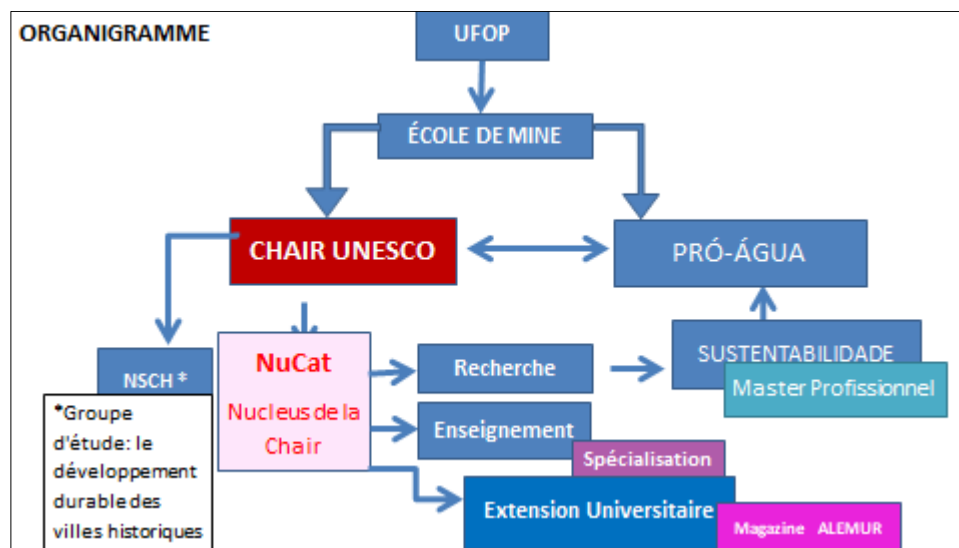 ORGANIGRAMME
UFOP
ÉCOLE DE MINE
CHAIR UNESCO
PRÓ-ÁGUA
NSCH *
*Groupe
d'étude: le
développement
durable des
villes historiques
NuCat
Nucleus de la
Chair
Recherche
SUSTENTABILIDADE
Master Profissionnel
Enseignement
Spécialisation
Extension Universitaire
Magazine ALEMUR